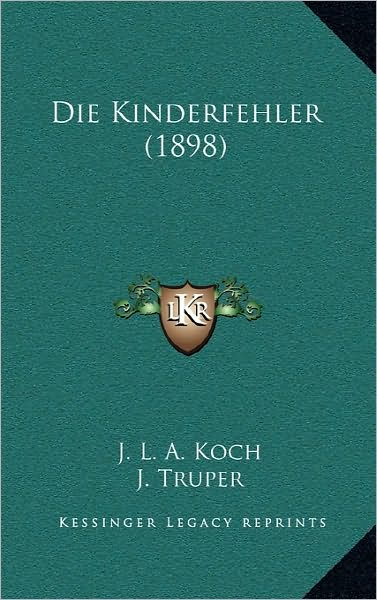 Die Kinderfehler
(1898)
LKR
J. L. A. Koch
J. Truper
Kessinger Legacy Reprints